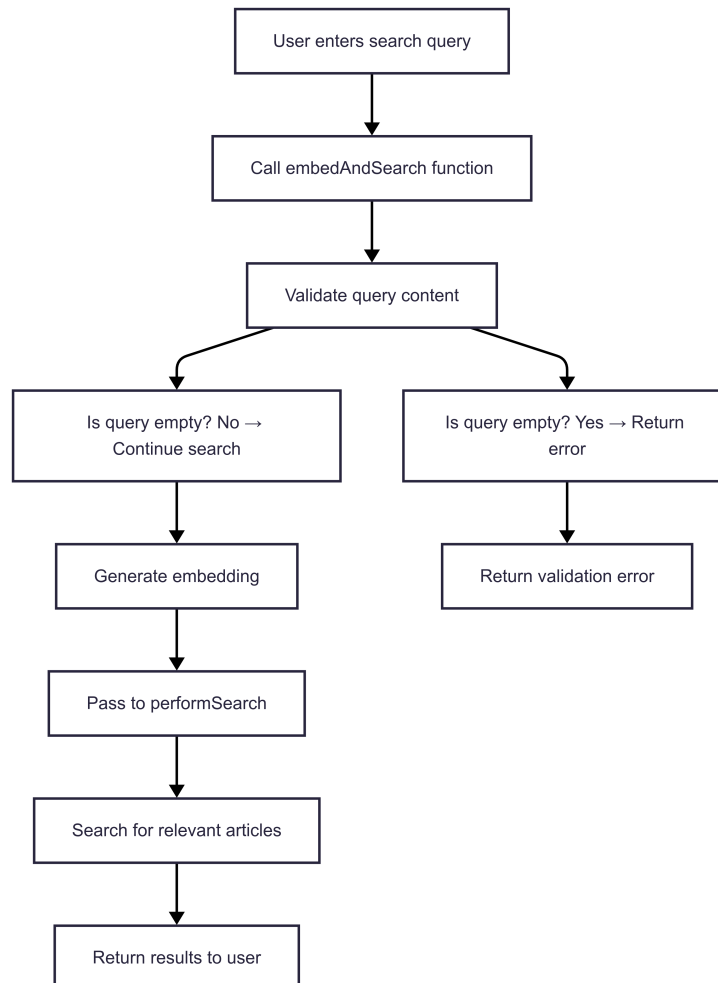 User enters search query
Call embedAndSearch function
Validate query content
Is query empty? No →
Continue search
Is query empty? Yes → Return
error
Generate embedding
Return validation error
Pass to performSearch
Search for relevant articles
Return results to user